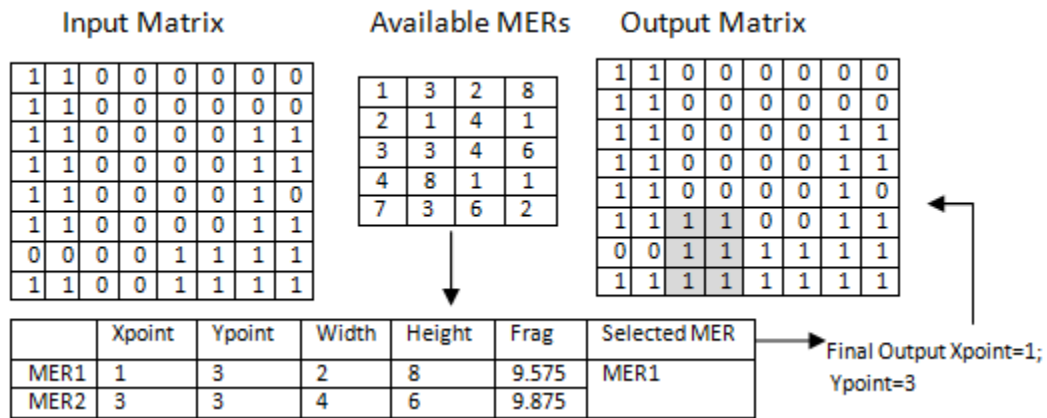 Input Matrix Available MERs Output Matrix
1 1 0 0 0 0 0 0
1 1 0 0 0 0 0 0
1 1 0 0 0 0 1 1
1 1 0 0 0 0 1 1
1 1 0 0 0 0 1 0
1 1 0 0 0 0 1 1
0 0 0 0 1 1 1 1
1 1 0 0 1 1 1 1
1 3 2 8
2 1 4 1
3 3 4 6
4 8 1 1
7 3 6 2
1 1 0 0 0 0 0 0
1 1 0 0 0 0 0 0
1 1 0 0 0 0 1 1
1 1 0 0 0 0 1 1
1 1 0 0 0 0 1 0
1 1 1 1 0 0 1 1
0 0 1 1 1 1 1 1
1 1 1 1 1 1 1 1
Xpoint Ypoint Width Height Frag Selected MER
MER1 1 3 2 8 9.575 MER1
MER2 3 3 4 6 9.875
Final Output Xpoint=1;
Ypoint=3